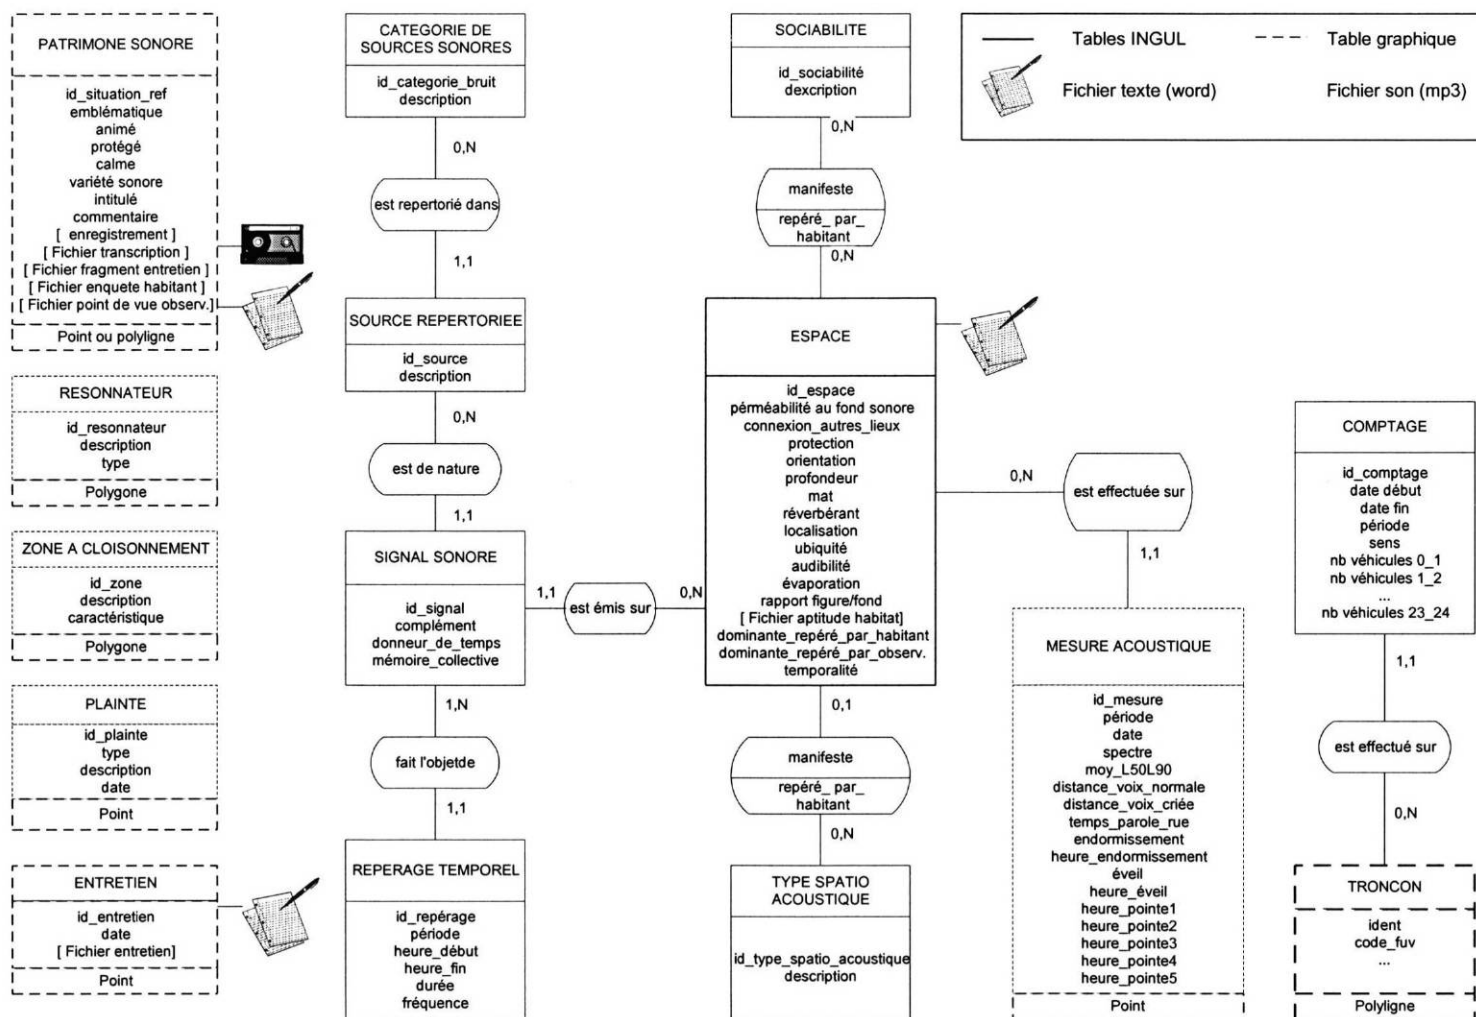 PATRIMONE SONORE
id_situation_ref
emblématique
animé
protégé
calme
variété sonore
intitulé
commentaire
[ enregistrement ]
[ Fichier transcription ]
[ Fichier fragment entretien ]
[ Fichier enquete habitant ]
[ Fichier point de vue observ.]
Point ou polyligne
RESONNATEUR
id_resonnateur
description
type
Polygone
ZONE A CLOISONNEMENT
id_zone
description
caractéristique
Polygone
PLAINTE
id_plainte
type
description
date
Point
ENTRETIEN
id_entretien
date
[ Fichier entretien]
Point
CATEGORIE DE
SOURCES SONORES
id_categorie_bruit
description
0,N
est repertorié dans
1,1
SOURCE REPERTORIEE
id_source
description
0,N
est de nature
1,1
SIGNAL SONORE
id_signal
complément
donneur_de_temps
mémoire_collective
1,1
est émis sur
0,N
1,N
fait l'objetde
1,1
REPERAGE TEMPOREL
id_repérage
période
heure_début
heure_fin
durée
fréquence
SOCIABILITE
id_sociabilité
dexcription
0,N
manifeste
repéré_ par_
habitant
0,N
ESPACE
id_espace
pérméabilité au fond sonore
connexion_autres_lieux
protection
orientation
profondeur
mat
réverbérant
localisation
ubiquité
audibilité
évaporation
rapport figure/fond
[ Fichier aptitude habitat]
dominante_repéré_par_habitant
dominante_repéré_par_observ.
temporalité
0,1
manifeste
repéré_ par_
habitant
0,N
TYPE SPATIO
ACOUSTIQUE
id_type_spatio_acoustique
description
Tables INGUL
Table graphique
Fichier texte (word)
Fichier son (mp3)
0,N
est effectuée sur
1,1
MESURE ACOUSTIQUE
id_mesure
période
date
spectre
moy_L50L90
distance_voix_normale
distance_voix_criée
temps_parole_rue
endormissement
heure_endormissement
éveil
heure_éveil
heure_pointe1
heure_pointe2
heure_pointe3
heure_pointe4
heure_pointe5
Point
COMPTAGE
id_comptage
date début
date fin
période
sens
nb véhicules 0_1
nb véhicules 1_2
...
nb véhicules 23_24
1,1
est effectué sur
0,N
TRONCON
ident
code_fuv
...
Polyligne